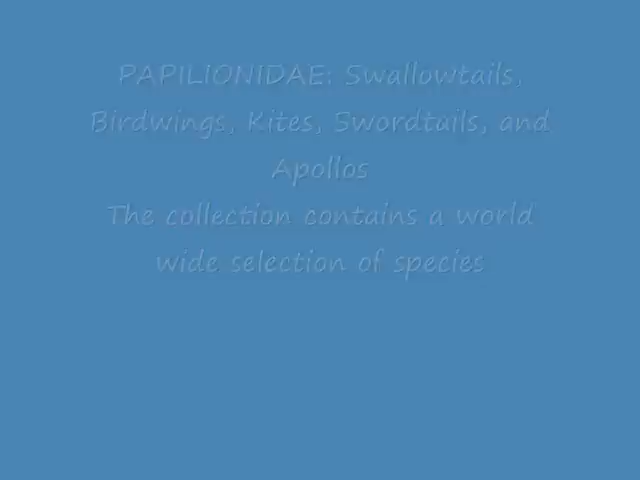 PAPILIONIDAE: Swallowtails,
Birdwings, Kites, Swordtails, and
Apollos
The collection contains a world
wide selection of species